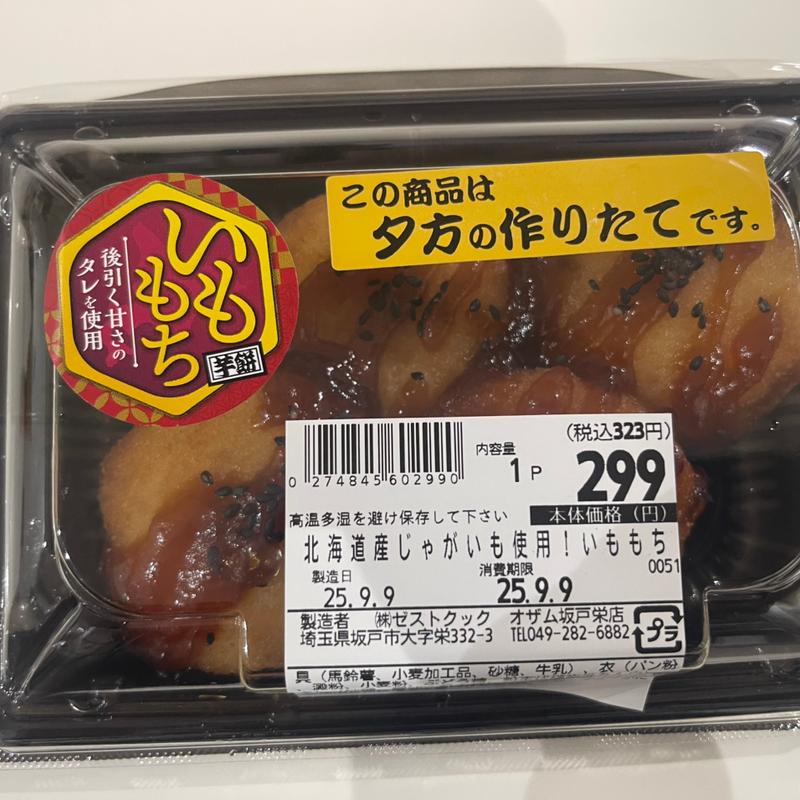 この商品は
夕方の作りたてです。
いももち
芋餅
後引く甘さの
タレを使用
0 274845 602990
内容量
1P
(税込323円)
299
本体価格(円)
高温多湿を避け保存して下さい
北海道産じゃがいも使用!いももち
0051
製造日
25.9.9
消費期限
25.9.9
製造者 ㈱ゼストクック オザム坂戸栄店
埼玉県坂戸市大字栄332-3 TEL049-282-6882
プラ
具(馬鈴薯、小麦加工品、砂糖、牛乳)、衣(パン粉